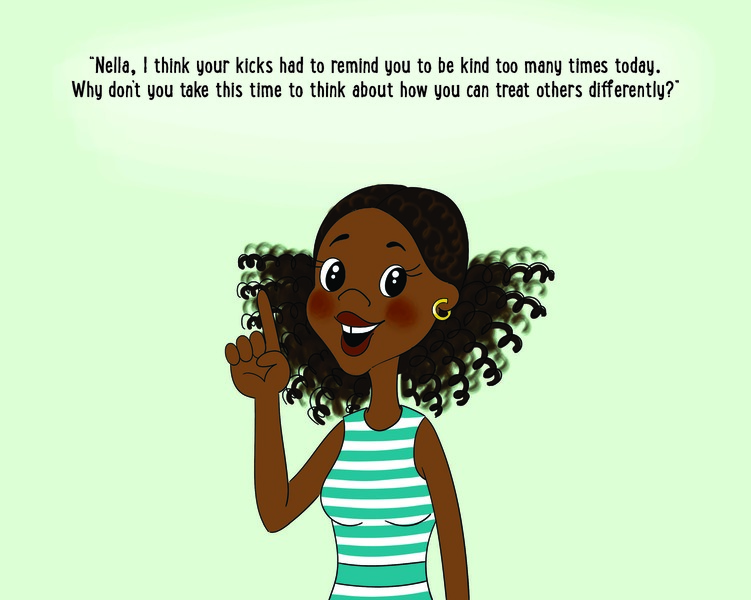 "Nella, I think your kicks had to remind you to be kind too many times today.
Why don't you take this time to think about how you can treat others differently?"